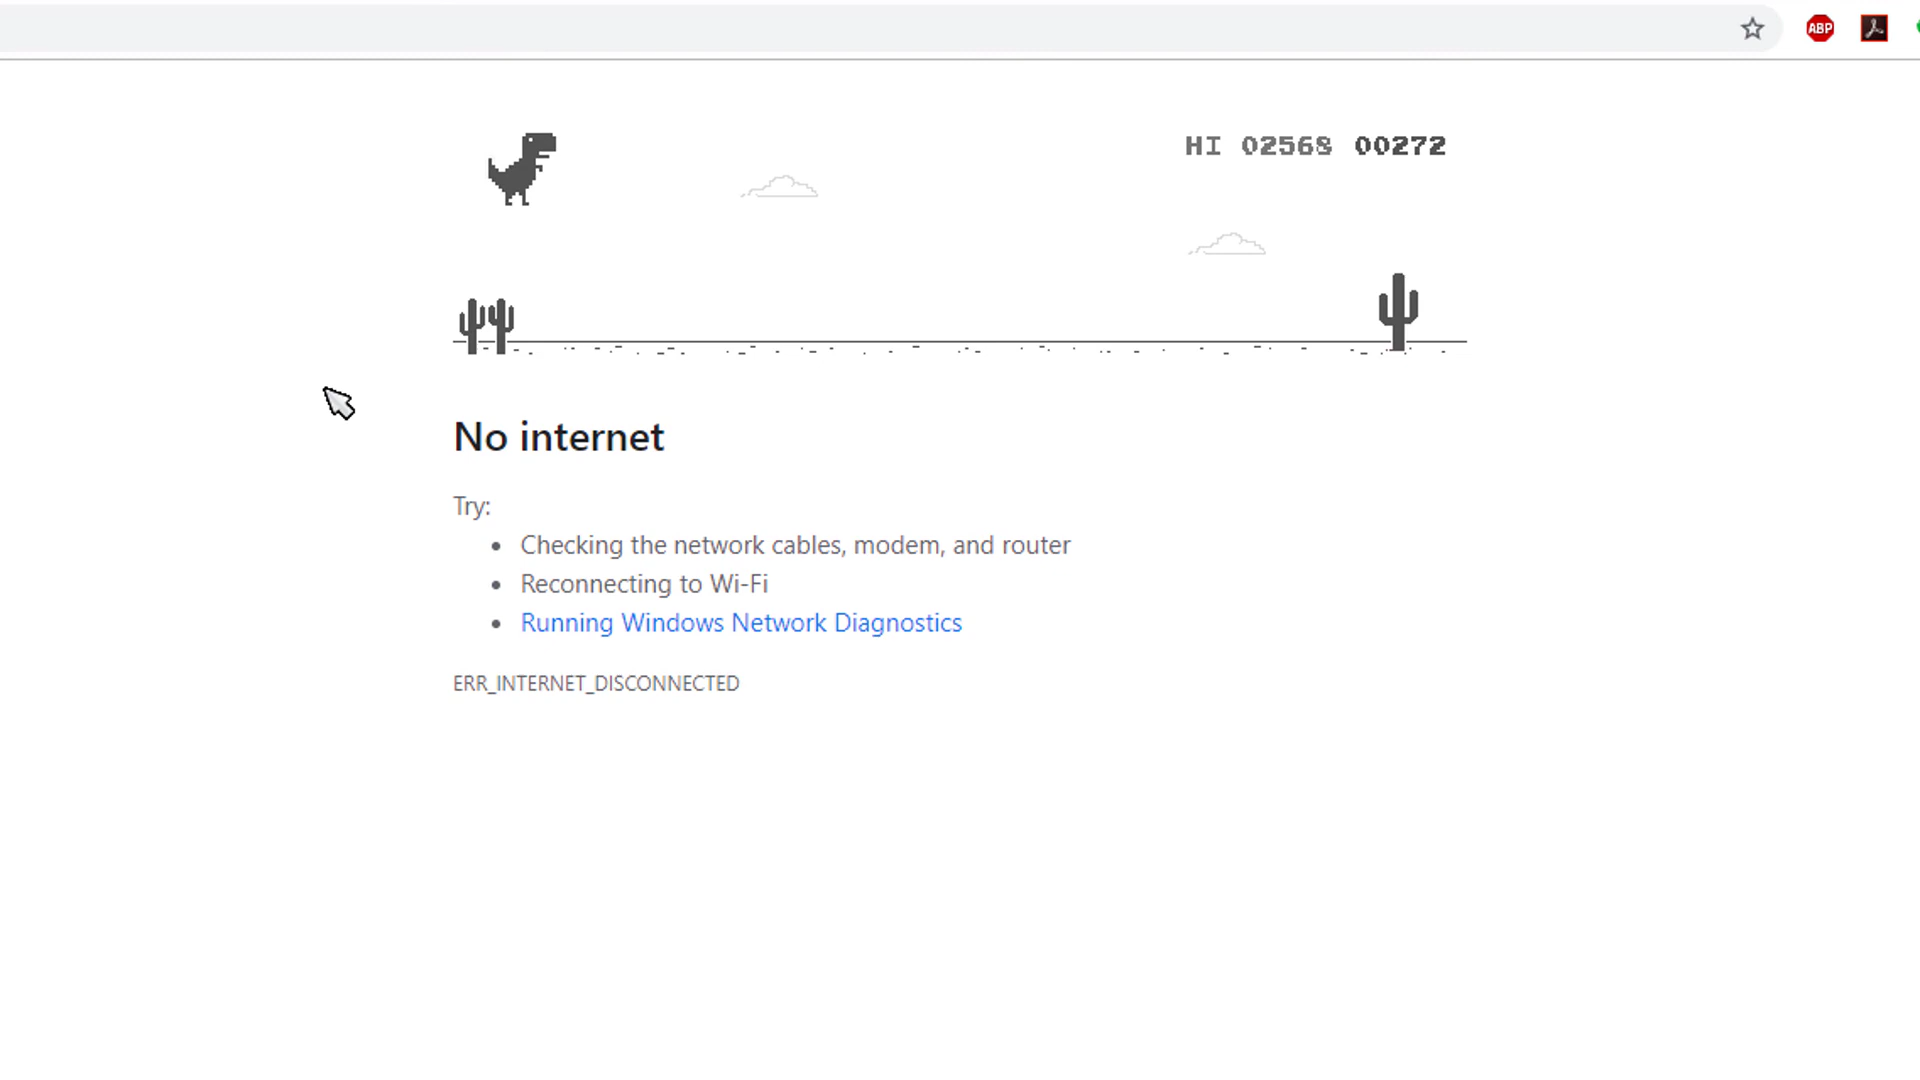 ABP
HI 02568 00272
No internet
Try:
Checking the network cables, modem, and router
Reconnecting to Wi-Fi
Running Windows Network Diagnostics
ERR_INTERNET_DISCONNECTED